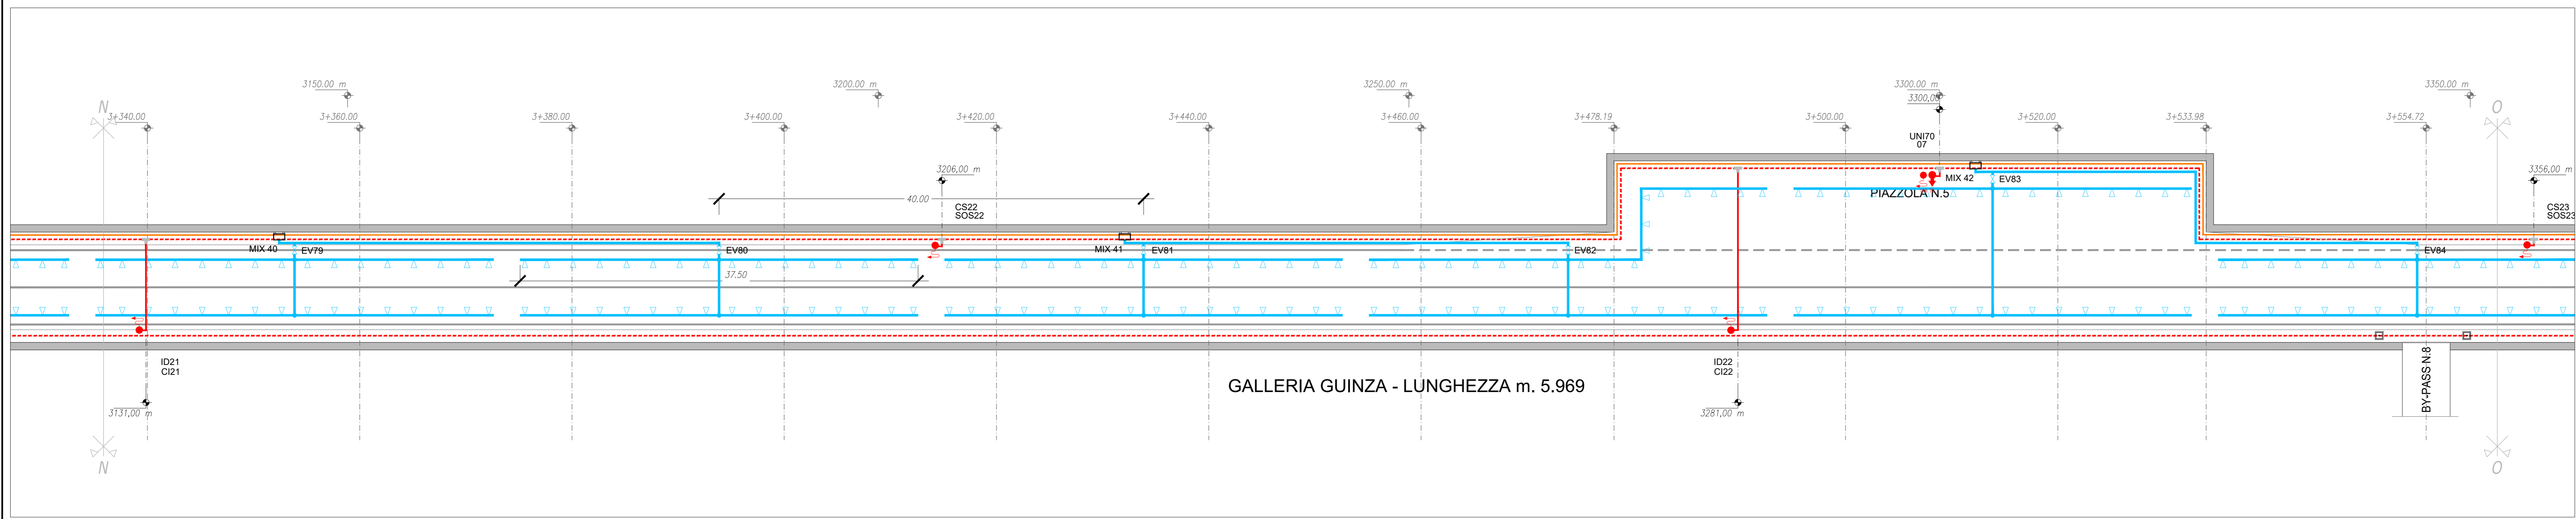 3150.00 m
3200.00 m
3250.00 m
3300.00 m
3350.00 m
3300,00
N
O
3+340.00
3+360.00
3+380.00
3+400.00
3+420.00
3+440.00
3+460.00
3+478.19
3+500.00
3+520.00
3+533.98
3+554.72
UNI70
07
3206,00 m
3356,00 m
40.00
CS22
SOS22
MIX 42
EV83
PIAZZOLA N.5
CS23
SOS23
MIX 40
EV79
EV80
MIX 41
EV81
EV82
EV84
37.50
ID21
CI21
ID22
CI22
GALLERIA GUINZA - LUNGHEZZA m. 5.969
BY-PASS N.8
3131,00 m
3281,00 m
N
O